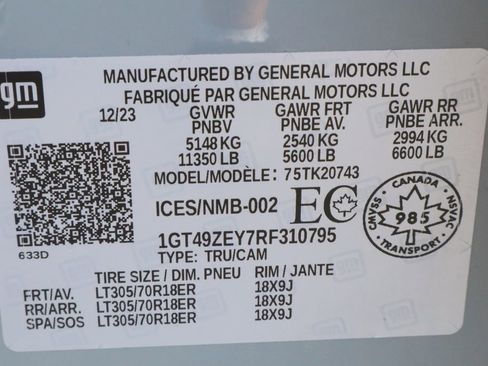 gm
MANUFACTURED BY GENERAL MOTORS LLC
FABRIQUÉ PAR GENERAL MOTORS LLC
12/23 GVWR GAWR FRT GAWR RR
PNBV PNBE AV. PNBE ARR.
5148 KG 2540 KG 2994 KG
11350 LB 5600 LB 6600 LB
MODEL/MODÈLE: 75TK20743
ICES/NMB-002 EC
CANADA
CMVSS 985 NSVAC
TRANSPORT
633D
1GT49ZEY7RF310795
TYPE: TRU/CAM
TIRE SIZE / DIM. PNEU RIM / JANTE
FRT/AV. LT305/70R18ER 18X9J
RR/ARR. LT305/70R18ER 18X9J
SPA/SOS LT305/70R18ER 18X9J